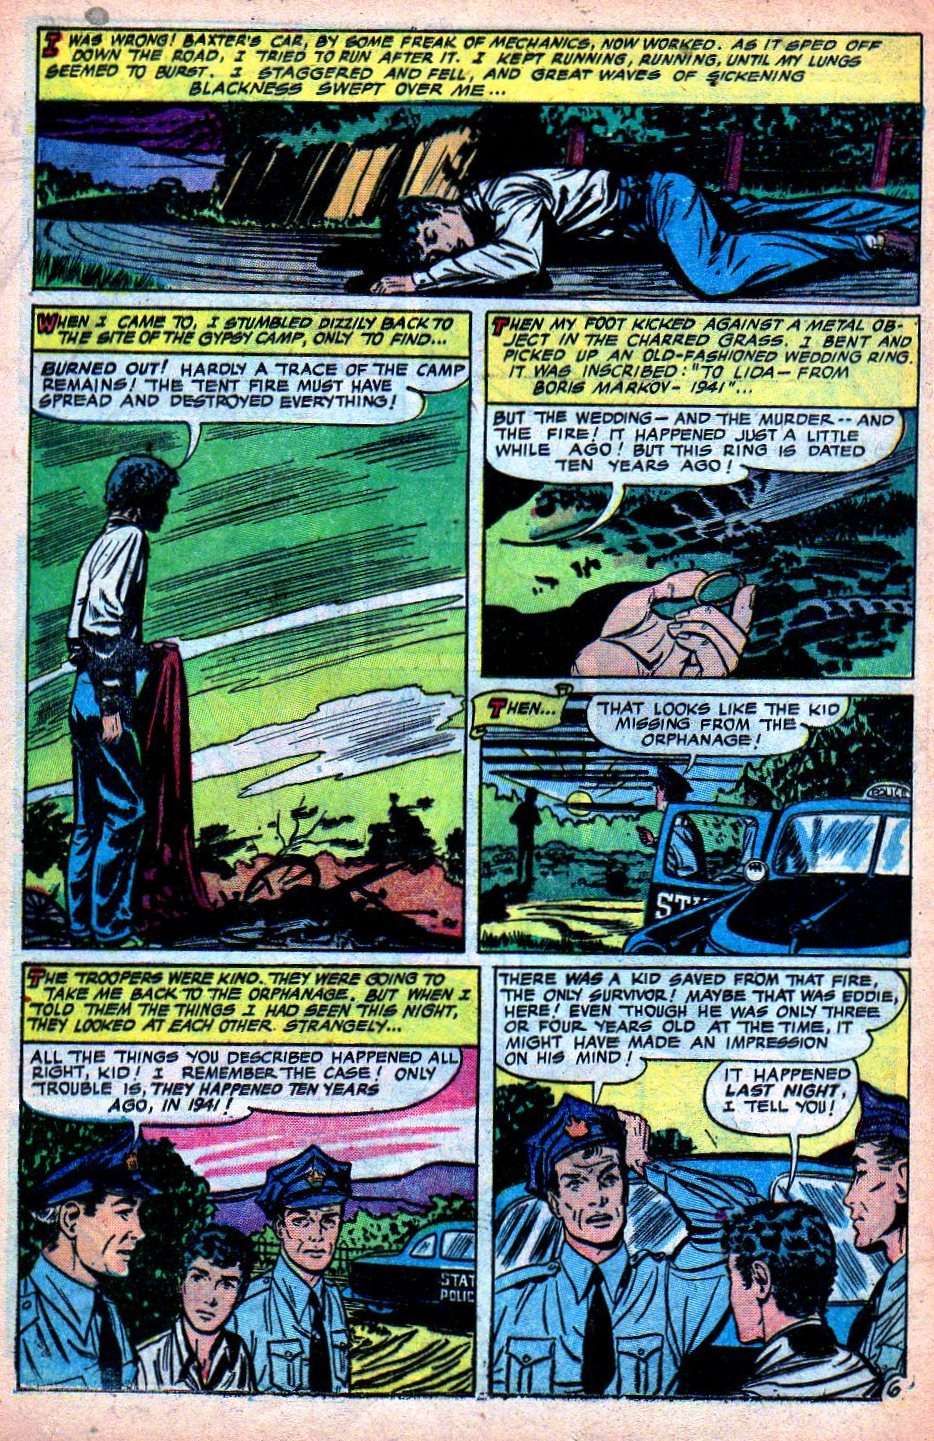 I WAS WRONG! BAXTER'S CAR, BY SOME FREAK OF MECHANICS, NOW WORKED. AS IT SPED OFF
DOWN THE ROAD, I TRIED TO RUN AFTER IT. I KEPT RUNNING, RUNNING, UNTIL MY LUNGS
SEEMED TO BURST. I STAGGERED AND FELL, AND GREAT WAVES OF SICKENING
BLACKNESS SWEPT OVER ME...
WHEN I CAME TO, I STUMBLED DIZZILY BACK TO
THE SITE OF THE GYPSY CAMP, ONLY TO FIND...
BURNED OUT! HARDLY A TRACE OF THE CAMP
REMAINS! THE TENT FIRE MUST HAVE
SPREAD AND DESTROYED EVERYTHING!
THEN MY FOOT KICKED AGAINST A METAL OB-
JECT IN THE CHARRED GRASS. I BENT AND
PICKED UP AN OLD-FASHIONED WEDDING RING.
IT WAS INSCRIBED: "TO LIDA - FROM
BORIS MARKOV - 1941"...
BUT THE WEDDING - AND THE MURDER -- AND
THE FIRE! IT HAPPENED JUST A LITTLE
WHILE AGO! BUT THIS RING IS DATED
TEN YEARS AGO!
THEN...
THAT LOOKS LIKE THE KID
MISSING FROM THE
ORPHANAGE!
POLICE
STA
THE TROOPERS WERE KIND. THEY WERE GOING TO
TAKE ME BACK TO THE ORPHANAGE. BUT WHEN I
TOLD THEM THE THINGS I HAD SEEN THIS NIGHT,
THEY LOOKED AT EACH OTHER. STRANGELY...
ALL THE THINGS YOU DESCRIBED HAPPENED ALL
RIGHT, KID! I REMEMBER THE CASE! ONLY
TROUBLE IS, THEY HAPPENED TEN YEARS
AGO, IN 1941!
STAT
POLIC
THERE WAS A KID SAVED FROM THAT FIRE,
THE ONLY SURVIVOR! MAYBE THAT WAS EDDIE,
HERE! EVEN THOUGH HE WAS ONLY THREE
OR FOUR YEARS OLD AT THE TIME, IT
MIGHT HAVE MADE AN IMPRESSION
ON HIS MIND!
IT HAPPENED
LAST NIGHT,
I TELL YOU!
6